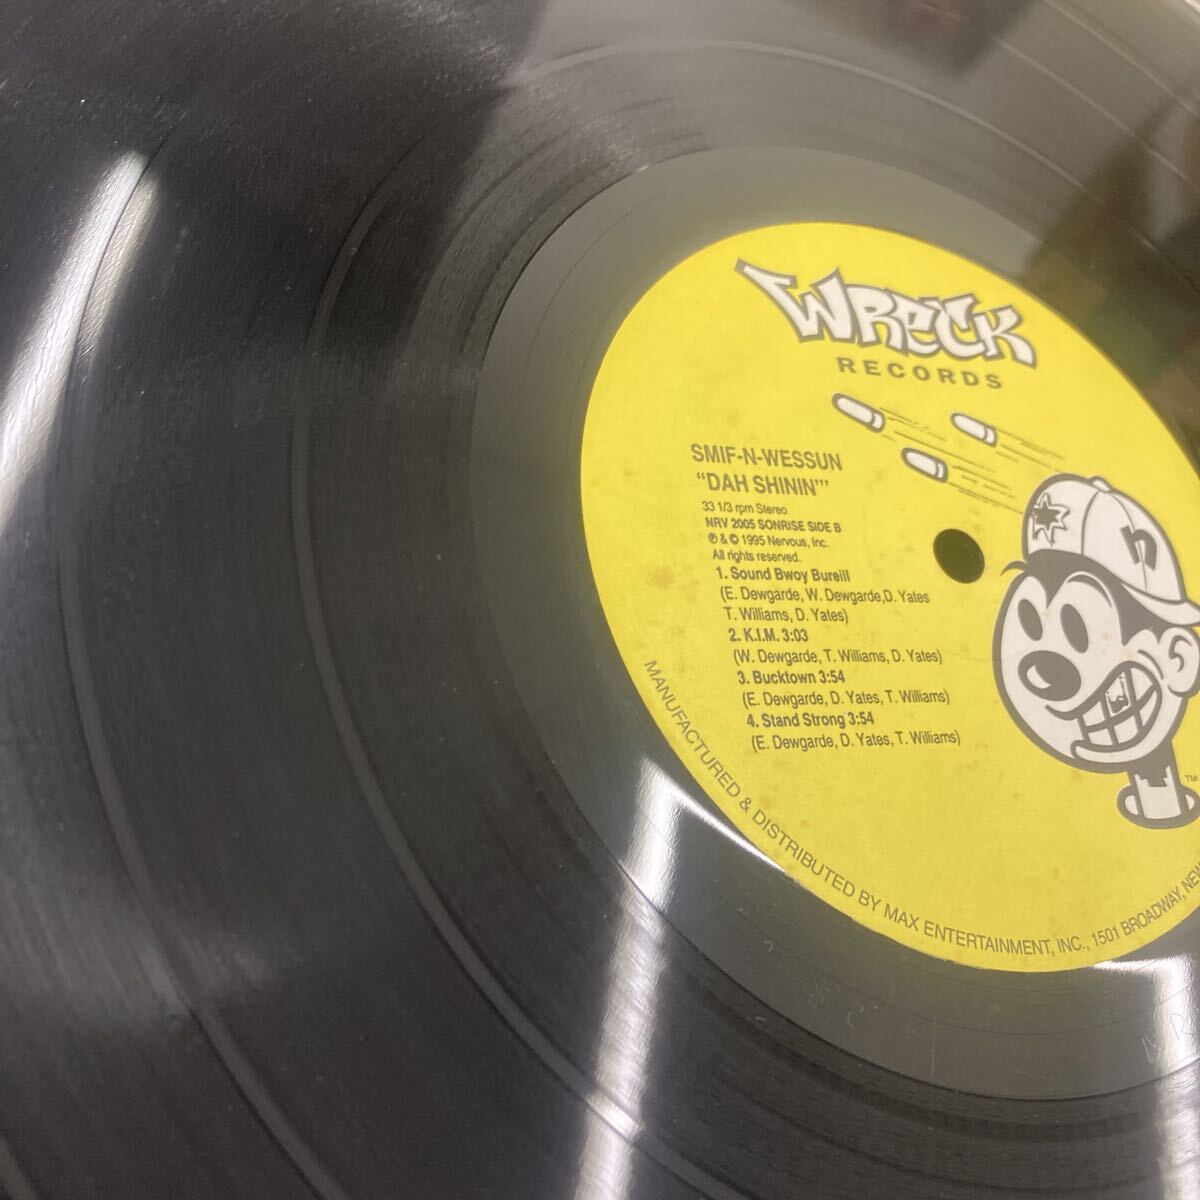 WRECK
RECORDS
SMIF-N-WESSUN
"DAH SHININ'"
33 1/3 rpm Stereo
NRV 2005 SONRISE SIDE B
℗ & © 1995 Nervous, Inc.
All rights reserved.
1. Sound Bwoy Bureill
(E. Dewgarde, W. Dewgarde,D. Yates
T. Williams, D. Yates)
2. K.I.M. 3:03
(W. Dewgarde, T. Williams, D. Yates)
3. Bucktown 3:54
(E. Dewgarde, D. Yates, T. Williams)
4. Stand Strong 3:54
(E. Dewgarde, D. Yates, T. Williams)
n
TM
MANUFACTURED & DISTRIBUTED BY MAX ENTERTAINMENT, INC., 1501 BROADWAY, NEW